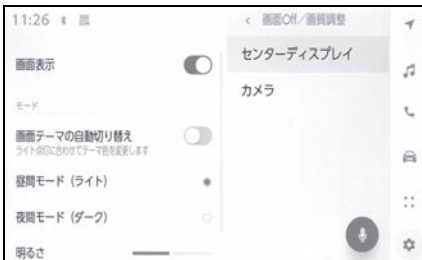 11:26
画面表示
モード
画面テーマの自動切り替え
ライト点灯に合わせてテーマ色を変更します
昼間モード（ライト）
夜間モード（ダーク）
明るさ
< 画面Off／画質調整
センターディスプレイ
カメラ